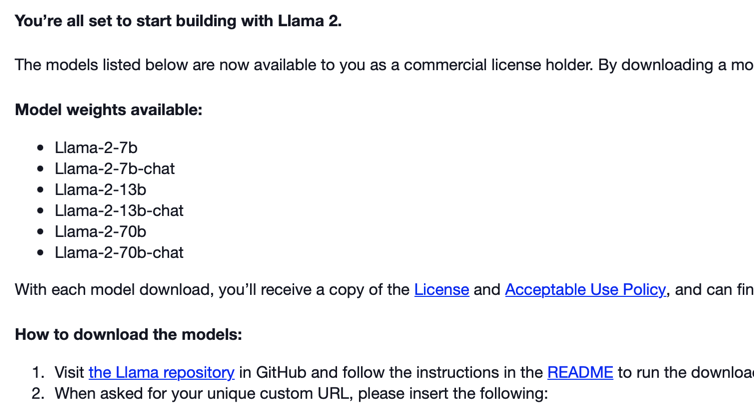 You’re all set to start building with Llama 2.
The models listed below are now available to you as a commercial license holder. By downloading a mo
Model weights available:
• Llama-2-7b
• Llama-2-7b-chat
• Llama-2-13b
• Llama-2-13b-chat
• Llama-2-70b
• Llama-2-70b-chat
With each model download, you’ll receive a copy of the License and Acceptable Use Policy, and can fin
How to download the models:
1. Visit the Llama repository in GitHub and follow the instructions in the README to run the downloa
2. When asked for your unique custom URL, please insert the following: